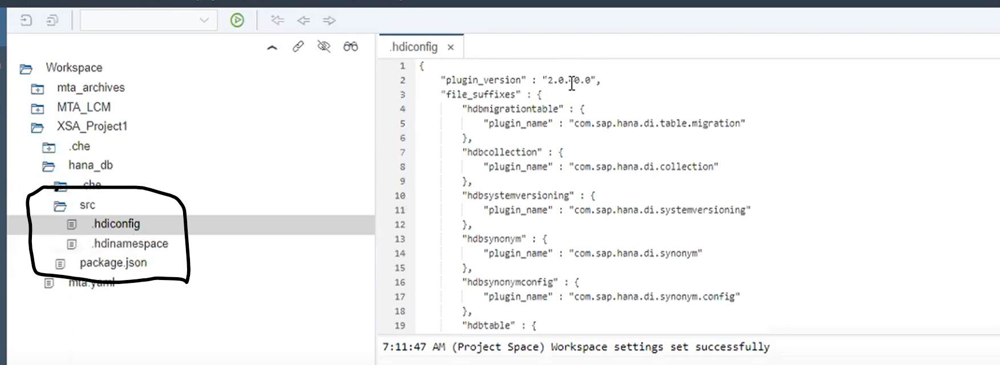 Workspace
mta_archives
MTA_LCM
XSA_Project1
.che
hana_db
.che
src
.hdiconfig
.hdinamespace
package.json
mta.yaml
.hdiconfig ×
1 {
2 "plugin_version" : "2.0. 0.0",
3 "file_suffixes" : {
4 "hdbmigrationtable" : {
5 "plugin_name" : "com.sap.hana.di.table.migration"
6 },
7 "hdbcollection" : {
8 "plugin_name" : "com.sap.hana.di.collection"
9 },
10 "hdbsystemversioning" : {
11 "plugin_name" : "com.sap.hana.di.systemversioning"
12 },
13 "hdbsynonym" : {
14 "plugin_name" : "com.sap.hana.di.synonym"
15 },
16 "hdbsynonymconfig" : {
17 "plugin_name" : "com.sap.hana.di.synonym.config"
18 },
19 "hdbtable" : {
7:11:47 AM (Project Space) Workspace settings set successfully